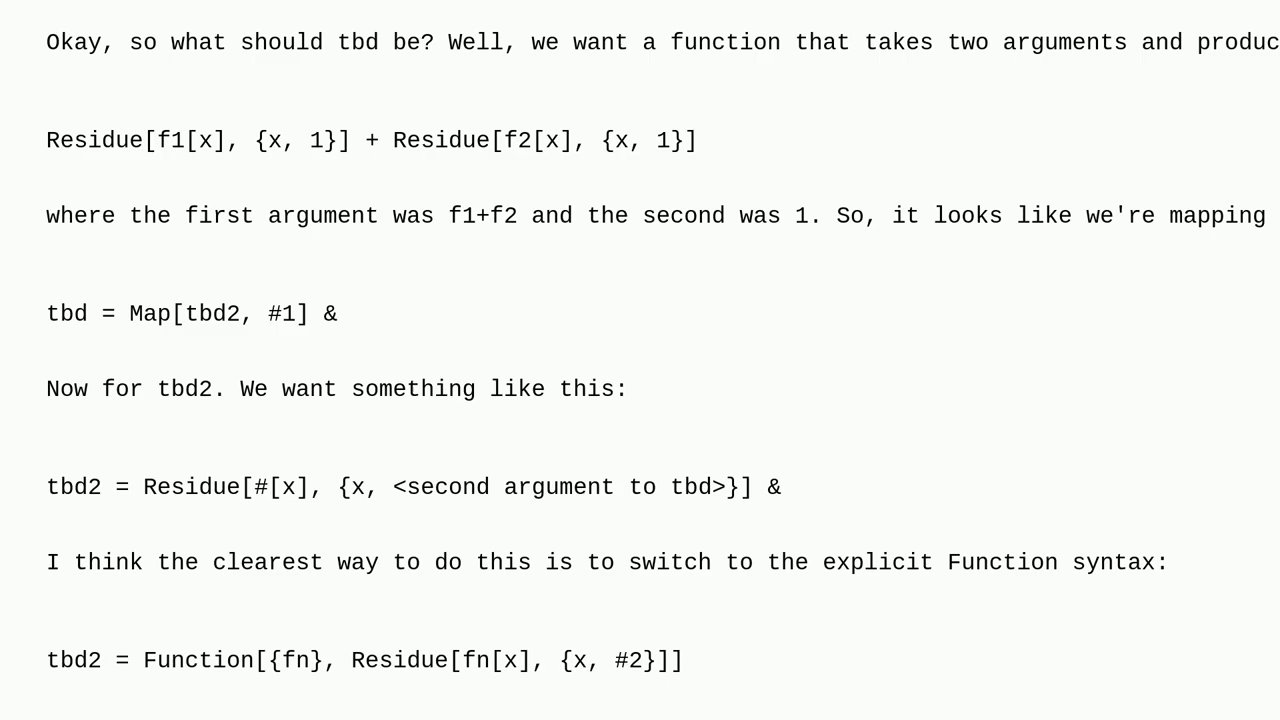 Okay, so what should tbd be? Well, we want a function that takes two arguments and produc
Residue[f1[x], {x, 1}] + Residue[f2[x], {x, 1}]
where the first argument was f1+f2 and the second was 1. So, it looks like we're mapping
tbd = Map[tbd2, #1] &
Now for tbd2. We want something like this:
tbd2 = Residue[#[x], {x, <second argument to tbd>}] &
I think the clearest way to do this is to switch to the explicit Function syntax:
tbd2 = Function[{fn}, Residue[fn[x], {x, #2}]]